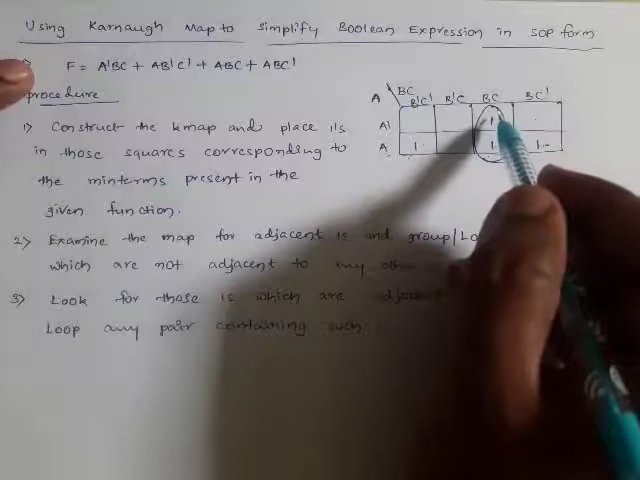 Using Karnaugh Map to Simplify Boolean Expression in SOP form
F = A'BC + AB'C' + ABC + ABC'
procedure
A \ BC B'C' B'C BC BC'
A' 1
A 1 1 1
1) Construct the kmap and place 1s
in those squares corresponding to
the minterms present in the
given function.
2) Examine the map for adjacent 1s and group/
which are not adjacent to any
3) Look for those 1s which are
Loop any pair containing such